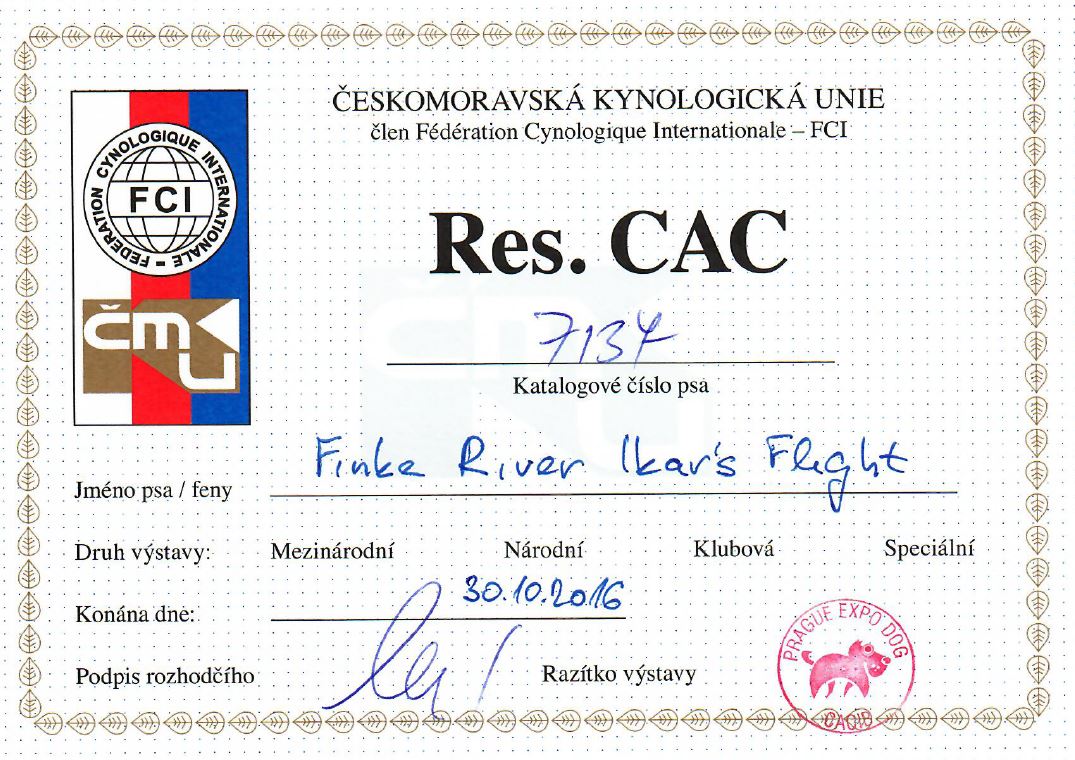 ČESKOMORAVSKÁ KYNOLOGICKÁ UNIE
člen Fédération Cynologique Internationale – FCI
FEDERATION CYNOLOGIQUE INTERNATIONALE –
FCI
čmku
Res. CAC
7134
Katalogové číslo psa
Jméno psa / feny Finke River Ikar's Flight
Druh výstavy: Mezinárodní Národní Klubová Speciální
Konána dne: 30.10.2016
Podpis rozhodčího Razítko výstavy
PRAGUE EXPO DOG
CACIB